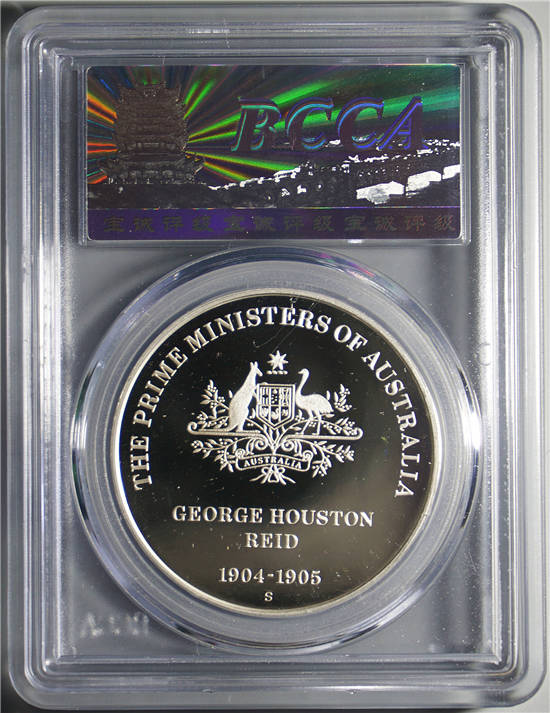 BCCA
宝诚评级 宝诚评级 宝诚评级
THE PRIME MINISTERS OF AUSTRALIA
AUSTRALIA
GEORGE HOUSTON
REID
1904-1905
S